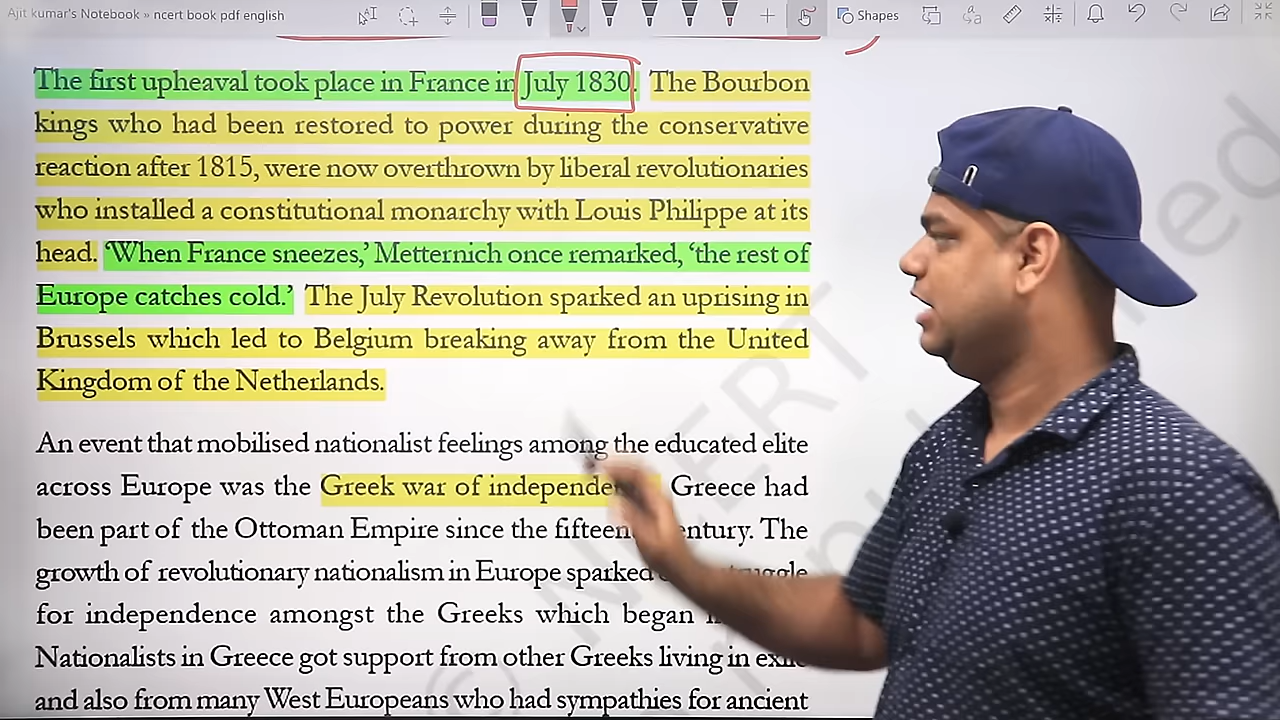 Ajit kumar's Notebook » ncert book pdf english
Shapes
The first upheaval took place in France in July 1830. The Bourbon
kings who had been restored to power during the conservative
reaction after 1815, were now overthrown by liberal revolutionaries
who installed a constitutional monarchy with Louis Philippe at its
head. ‘When France sneezes,’ Metternich once remarked, ‘the rest of
Europe catches cold.’ The July Revolution sparked an uprising in
Brussels which led to Belgium breaking away from the United
Kingdom of the Netherlands.
An event that mobilised nationalist feelings among the educated elite
across Europe was the Greek war of Greece had
been part of the Ottoman Empire since the century. The
growth of revolutionary nationalism in Europe sparked
for independence amongst the Greeks which began
Nationalists in Greece got support from other Greeks living in exile
and also from many West Europeans who had sympathies for ancient
© NCERT